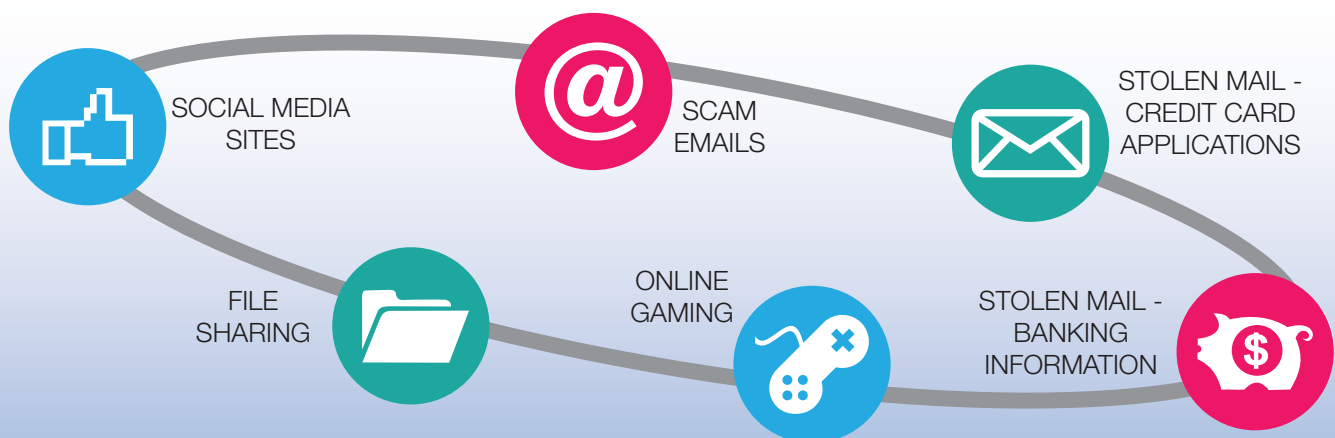 SOCIAL MEDIA
SITES
@
SCAM
EMAILS
STOLEN MAIL -
CREDIT CARD
APPLICATIONS
FILE
SHARING
ONLINE
GAMING
STOLEN MAIL -
BANKING
INFORMATION
$